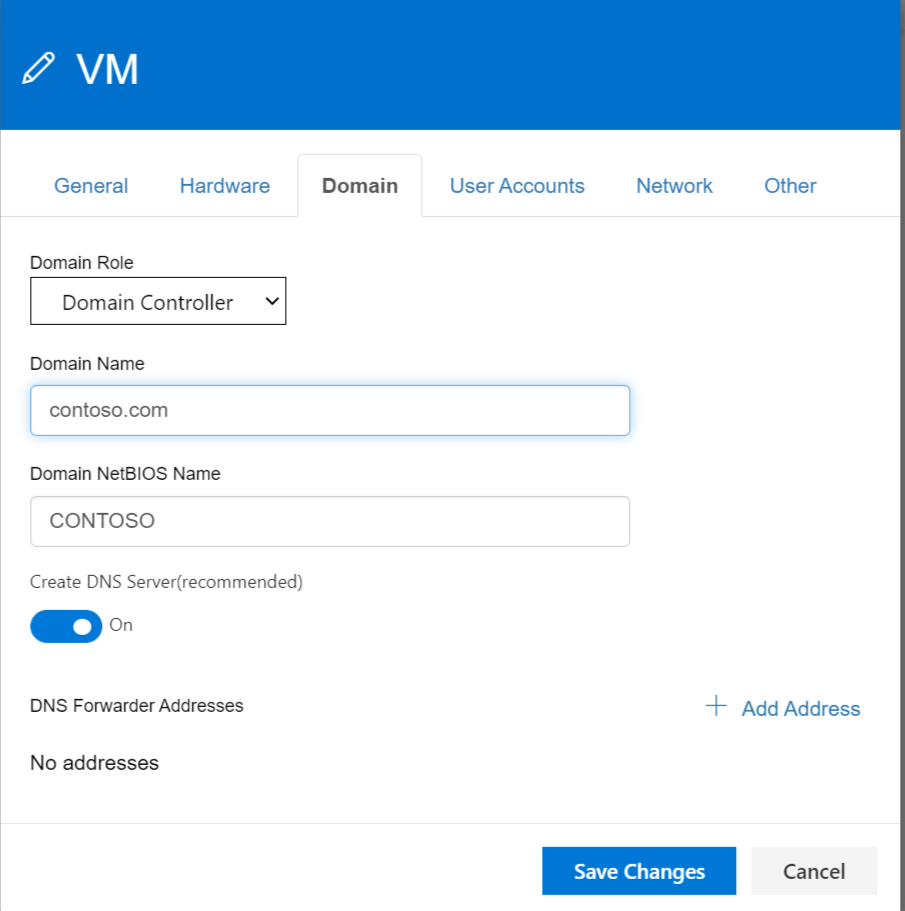 VM
General Hardware Domain User Accounts Network Other
Domain Role
Domain Controller
Domain Name
contoso.com
Domain NetBIOS Name
CONTOSO
Create DNS Server(recommended)
On
DNS Forwarder Addresses Add Address
No addresses
Save Changes Cancel